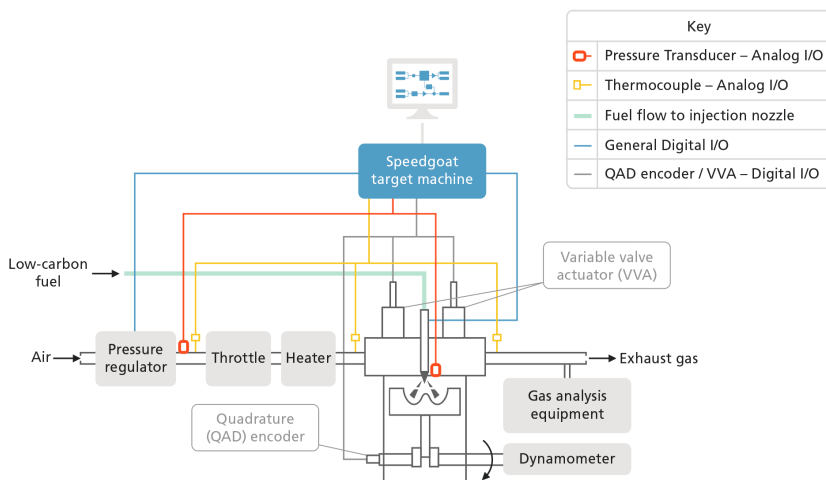 Key
Pressure Transducer – Analog I/O
Thermocouple – Analog I/O
Fuel flow to injection nozzle
General Digital I/O
QAD encoder / VVA – Digital I/O
Speedgoat
target machine
Variable valve
actuator (VVA)
Low-carbon
fuel
Air
Pressure
regulator
Throttle
Heater
Exhaust gas
Gas analysis
equipment
Quadrature
(QAD) encoder
Dynamometer